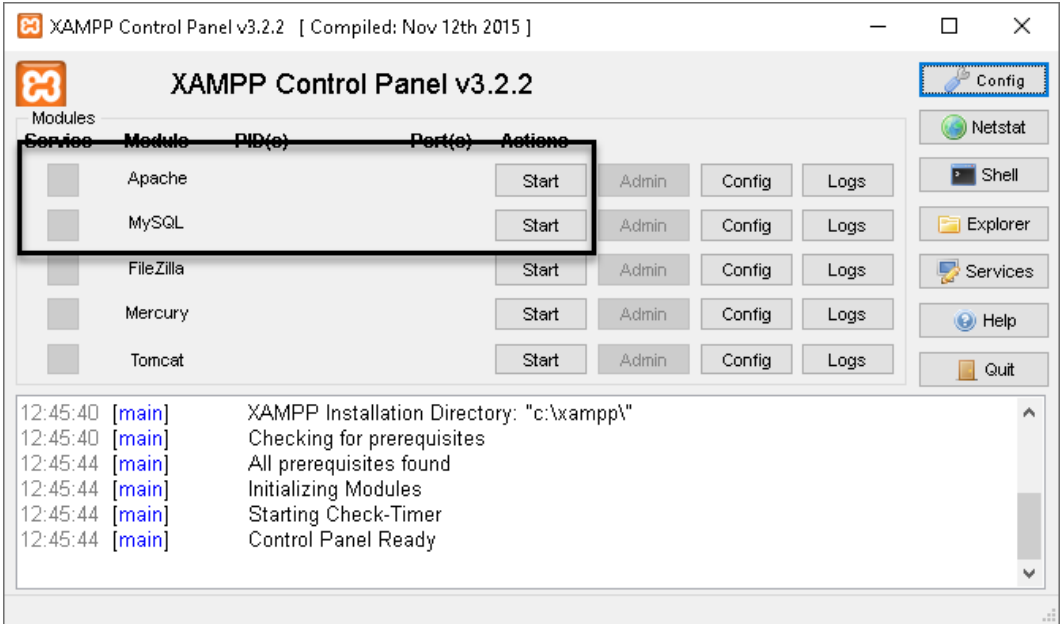 XAMPP Control Panel v3.2.2 [ Compiled: Nov 12th 2015 ]
XAMPP Control Panel v3.2.2
Config
Modules
Service Module PID(s) Port(s) Actions
Netstat
Apache Start Admin Config Logs
Shell
MySQL Start Admin Config Logs
Explorer
FileZilla Start Admin Config Logs
Services
Mercury Start Admin Config Logs
Help
Tomcat Start Admin Config Logs
Quit
12:45:40 [main] XAMPP Installation Directory: "c:\xampp\"
12:45:40 [main] Checking for prerequisites
12:45:44 [main] All prerequisites found
12:45:44 [main] Initializing Modules
12:45:44 [main] Starting Check-Timer
12:45:44 [main] Control Panel Ready